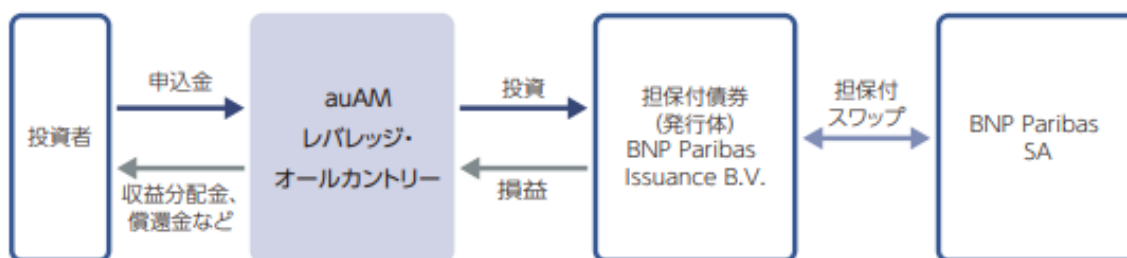 投資者
申込金
収益分配金、
償還金など
auAM
レバレッジ・
オールカントリー
投資
損益
担保付債券
(発行体)
BNP Paribas
Issuance B.V.
担保付
スワップ
BNP Paribas
SA